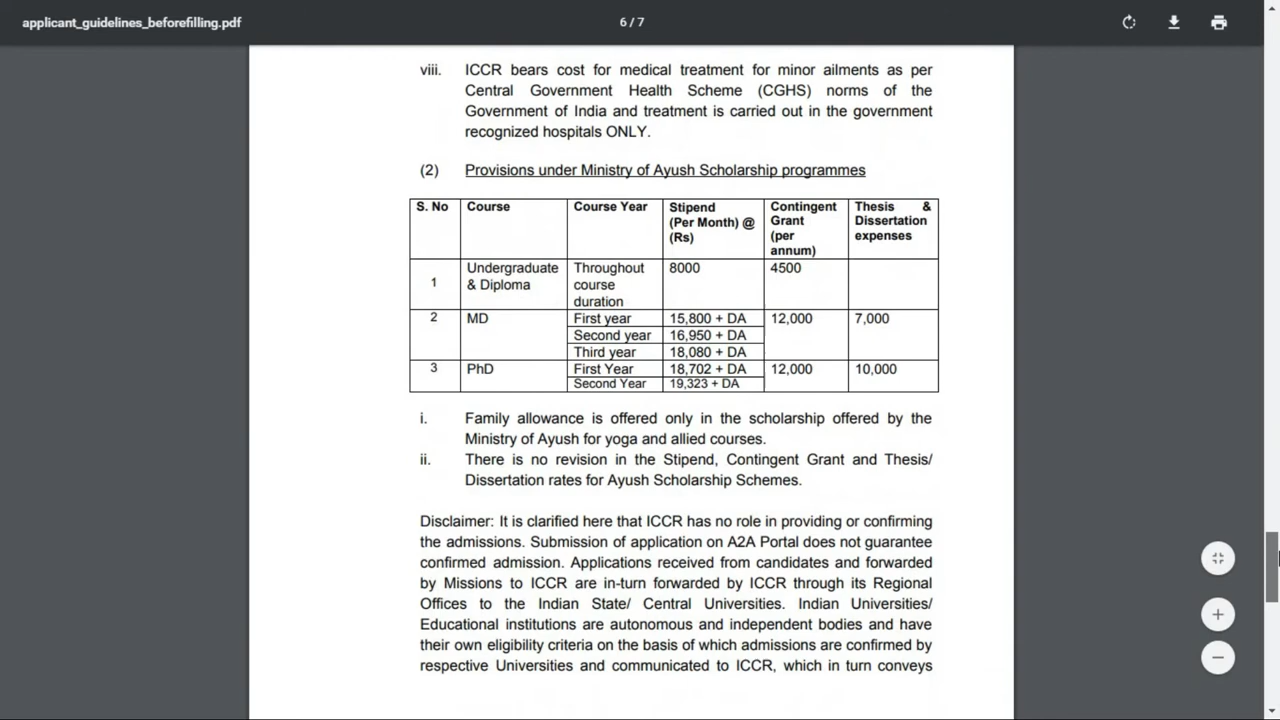 applicant_guidelines_beforefilling.pdf
6 / 7
viii. ICCR bears cost for medical treatment for minor ailments as per
Central Government Health Scheme (CGHS) norms of the
Government of India and treatment is carried out in the government
recognized hospitals ONLY.
(2) Provisions under Ministry of Ayush Scholarship programmes
S. No Course Course Year Stipend (Per Month) @ (Rs) Contingent Grant (per annum) Thesis & Dissertation expenses
1 Undergraduate & Diploma Throughout course duration 8000 4500
2 MD First year 15,800 + DA 12,000 7,000
Second year 16,950 + DA
Third year 18,080 + DA
3 PhD First Year 18,702 + DA 12,000 10,000
Second Year 19,323 + DA
i. Family allowance is offered only in the scholarship offered by the
Ministry of Ayush for yoga and allied courses.
ii. There is no revision in the Stipend, Contingent Grant and Thesis/
Dissertation rates for Ayush Scholarship Schemes.
Disclaimer: It is clarified here that ICCR has no role in providing or confirming
the admissions. Submission of application on A2A Portal does not guarantee
confirmed admission. Applications received from candidates and forwarded
by Missions to ICCR are in-turn forwarded by ICCR through its Regional
Offices to the Indian State/ Central Universities. Indian Universities/
Educational institutions are autonomous and independent bodies and have
their own eligibility criteria on the basis of which admissions are confirmed by
respective Universities and communicated to ICCR, which in turn conveys